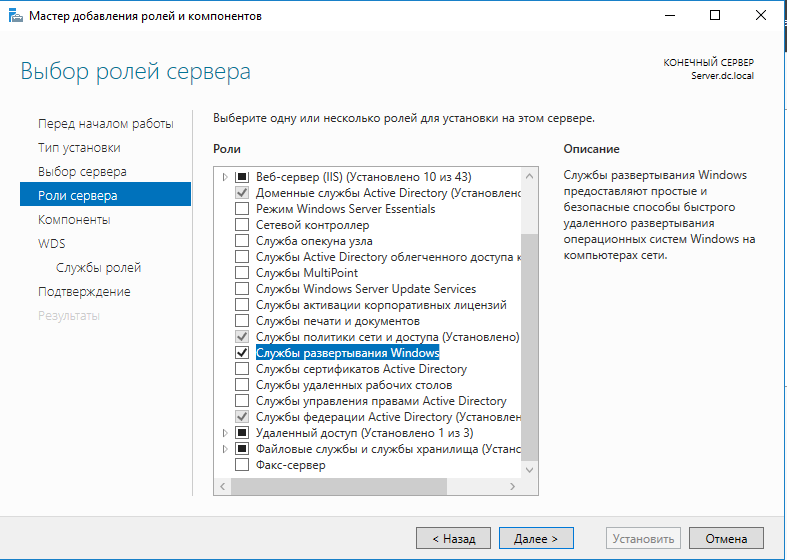 Мастер добавления ролей и компонентов
Выбор ролей сервера
КОНЕЧНЫЙ СЕРВЕР
Server.dc.local
Перед началом работы
Тип установки
Выбор сервера
Роли сервера
Компоненты
WDS
Службы ролей
Подтверждение
Результаты
Выберите одну или несколько ролей для установки на этом сервере.
Роли
Веб-сервер (IIS) (Установлено 10 из 43)
Доменные службы Active Directory (Установлено
Режим Windows Server Essentials
Сетевой контроллер
Служба опекуна узла
Службы Active Directory облегченного доступа к
Службы MultiPoint
Службы Windows Server Update Services
Службы активации корпоративных лицензий
Службы печати и документов
Службы политики сети и доступа (Установлено)
Службы развертывания Windows
Службы сертификатов Active Directory
Службы удаленных рабочих столов
Службы управления правами Active Directory
Службы федерации Active Directory (Установлен
Удаленный доступ (Установлено 1 из 3)
Файловые службы и службы хранилища (Устано
Факс-сервер
Описание
Службы развертывания Windows
предоставляют простые и
безопасные способы быстрого
удаленного развертывания
операционных систем Windows на
компьютерах сети.
< Назад
Далее >
Установить
Отмена